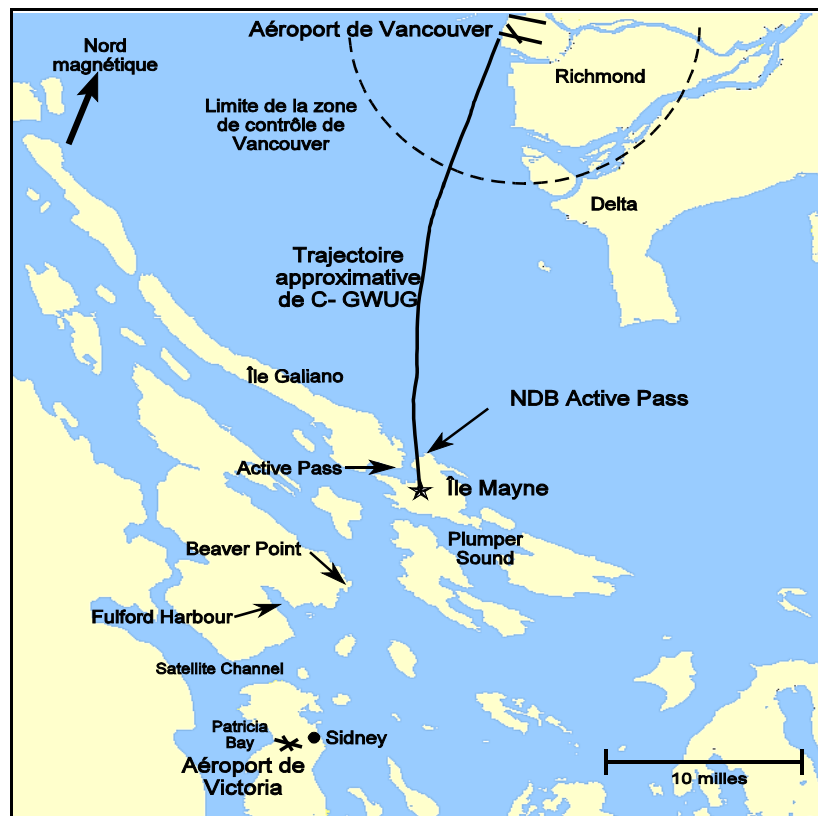 Aéroport de Vancouver
Nord
magnétique
Richmond
Limite de la zone
de contrôle de
Vancouver
Delta
Trajectoire
approximative
de C- GWUG
Île Galiano
NDB Active Pass
Active Pass
Île Mayne
Plumper
Sound
Beaver Point
Fulford Harbour
Satellite Channel
Patricia
Bay
Sidney
Aéroport de
Victoria
10 milles